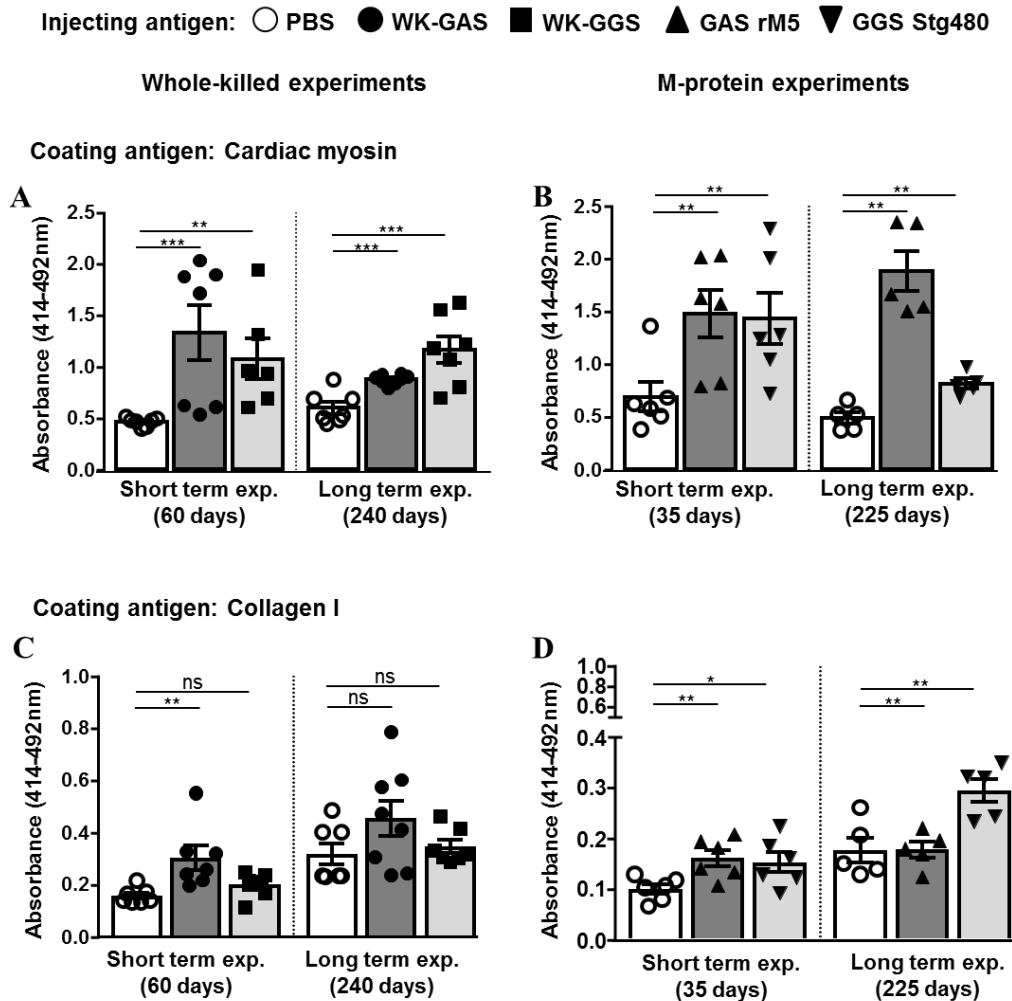 Injecting antigen: PBS WK-GAS WK-GGS GAS rM5 GGS Stg480
Whole-killed experiments M-protein experiments
Coating antigen: Cardiac myosin
A
Absorbance (414-492nm)
2.5
2.0
1.5
1.0
0.5
0.0
**
***
***
***
Short term exp.
(60 days)
Long term exp.
(240 days)
B
Absorbance (414-492nm)
2.5
2.0
1.5
1.0
0.5
0.0
**
**
**
**
Short term exp.
(35 days)
Long term exp.
(225 days)
Coating antigen: Collagen I
C
Absorbance (414-492nm)
1.0
0.8
0.6
0.4
0.2
0.0
ns
**
ns
ns
Short term exp.
(60 days)
Long term exp.
(240 days)
D
Absorbance (414-492nm)
1.0
0.8
0.6
0.4
0.3
0.2
0.1
0.0
*
**
**
**
Short term exp.
(35 days)
Long term exp.
(225 days)